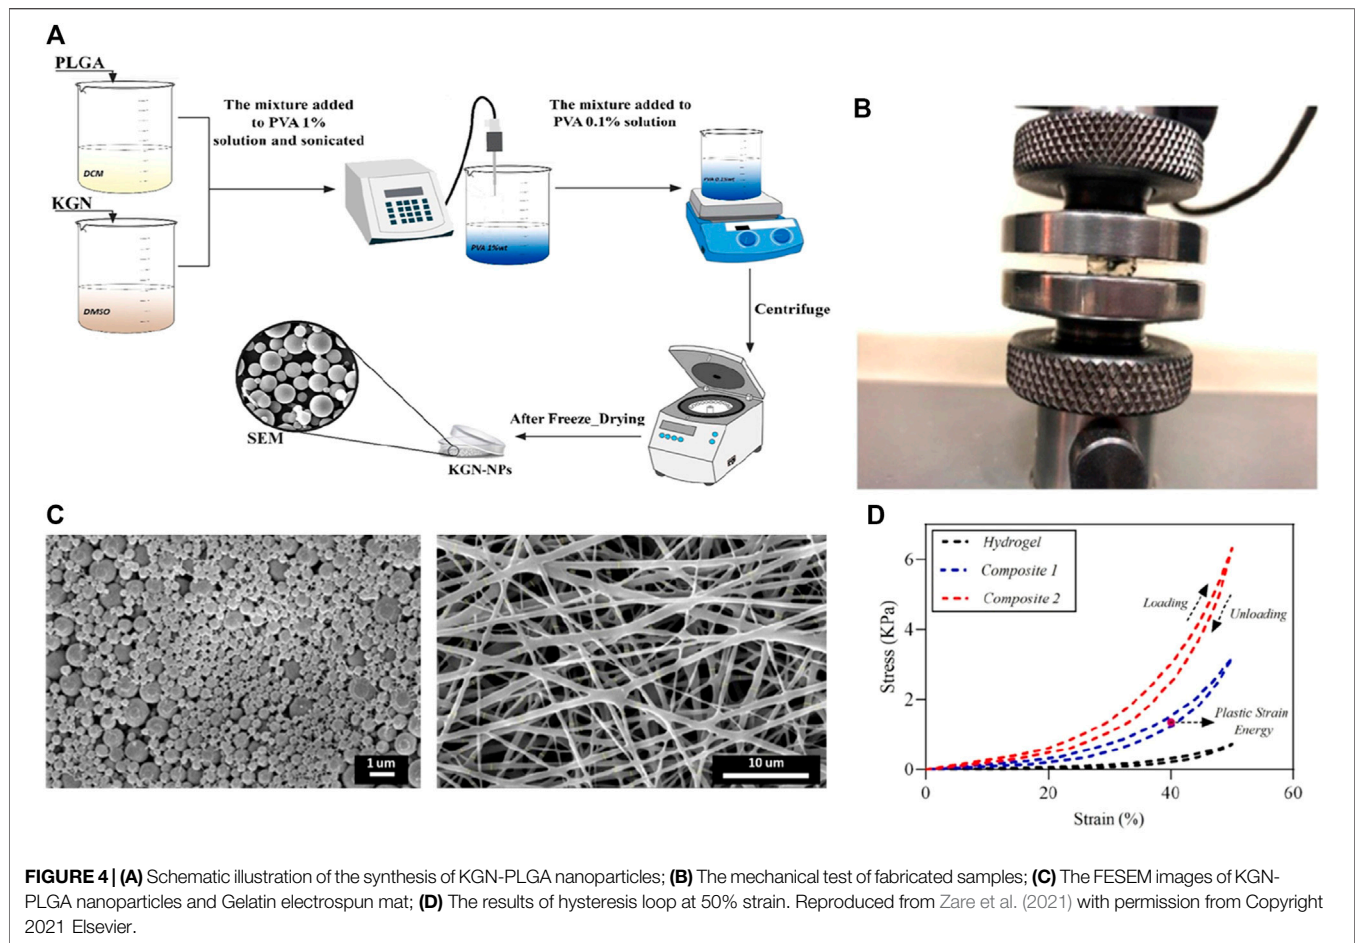 A
PLGA
The mixture added
to PVA 1%
solution and sonicated
The mixture added to
PVA 0.1% solution
DCM
KGN
DMSO
PVA 1%wt
PVA 0.1%wt
Centrifuge
After Freeze_Drying
SEM
KGN-NPs
B
C
1 um
10 um
D
Hydrogel
Composite 1
Composite 2
Loading
Unloading
Plastic Strain
Energy
Stress (KPa)
6
4
2
0
0
20
40
60
Strain (%)
FIGURE 4 | (A) Schematic illustration of the synthesis of KGN-PLGA nanoparticles; (B) The mechanical test of fabricated samples; (C) The FESEM images of KGN-
PLGA nanoparticles and Gelatin electrospun mat; (D) The results of hysteresis loop at 50% strain. Reproduced from Zare et al. (2021) with permission from Copyright
2021 Elsevier.